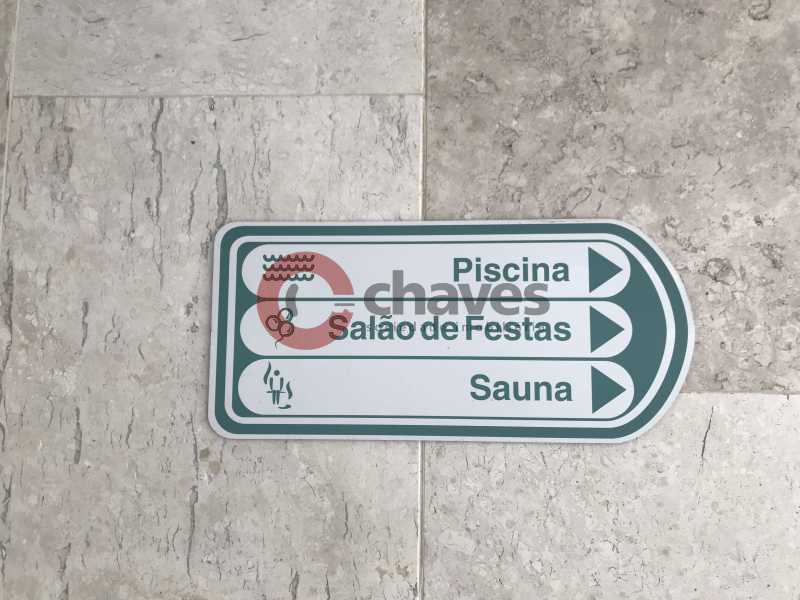 Piscina
chaves
Salão de Festas
Sauna